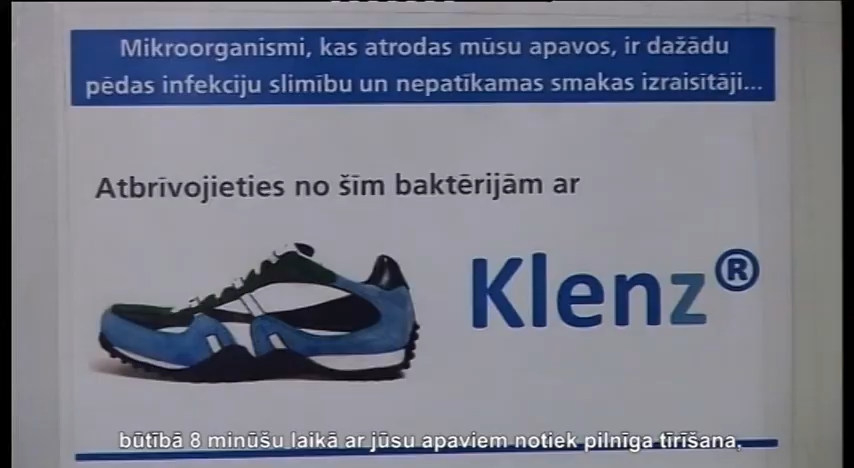 Mikroorganismi, kas atrodas mūsu apavos, ir dažādu
pēdas infekciju slimību un nepatīkamas smakas izraisītāji...
Atbrīvojieties no šīm baktērijām ar
Klenz®
būtībā 8 minūšu laikā ar jūsu apaviem notiek pilnīga tīrīšana,